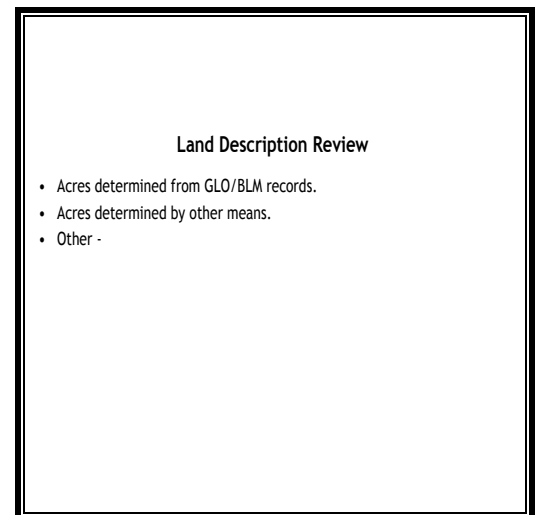 Land Description Review
• Acres determined from GLO/BLM records.
• Acres determined by other means.
• Other -